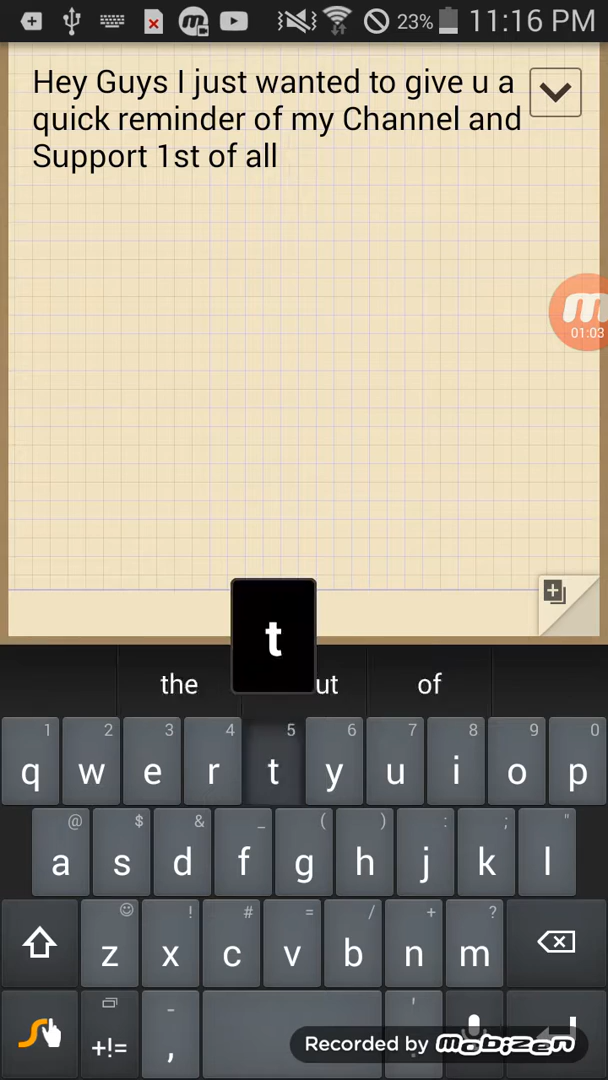 23% 11:16 PM
Hey Guys I just wanted to give u a
quick reminder of my Channel and
Support 1st of all
01:03
t
the ut of
1 2 3 4 5 6 7 8 9 0
q w e r t y u i o p
@ $ & _ ( ) : ; "
a s d f g h j k l
! # = / + ?
z x c v b n m
- '
+!= , .
Recorded by mobizen